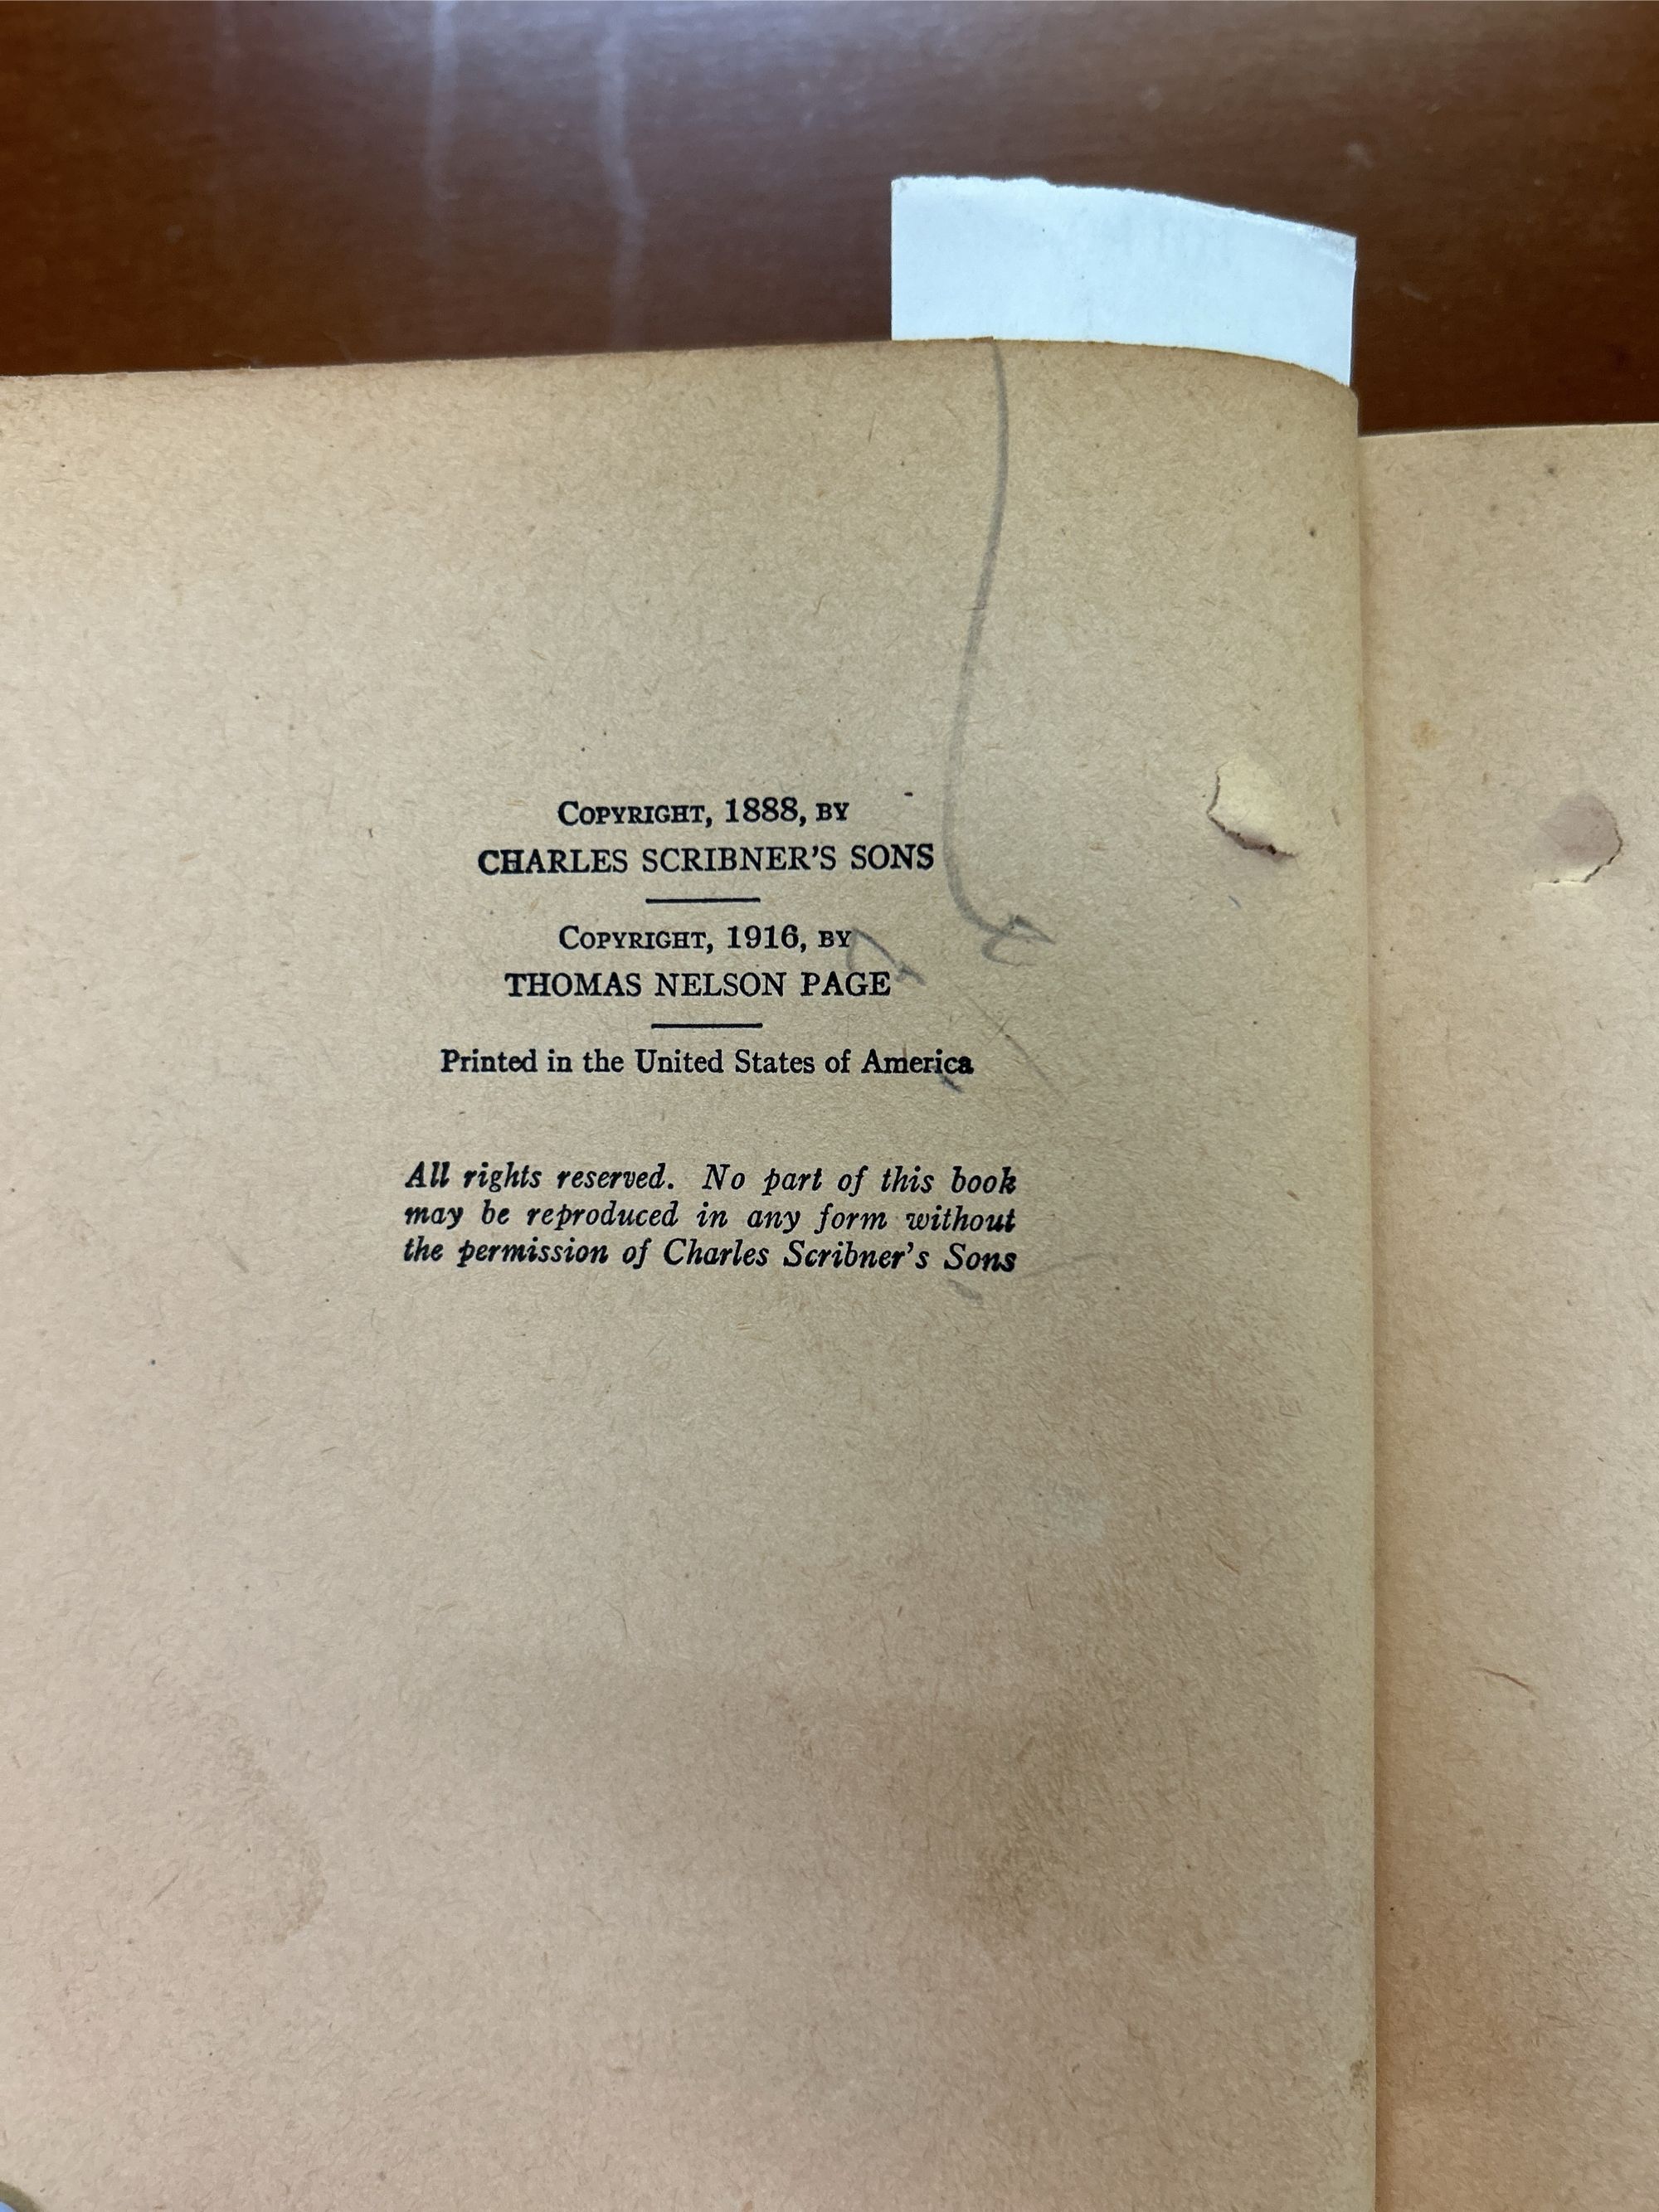 COPYRIGHT, 1888, BY
CHARLES SCRIBNER'S SONS
COPYRIGHT, 1916, BY
THOMAS NELSON PAGE
Printed in the United States of America
All rights reserved. No part of this book
may be reproduced in any form without
the permission of Charles Scribner's Sons